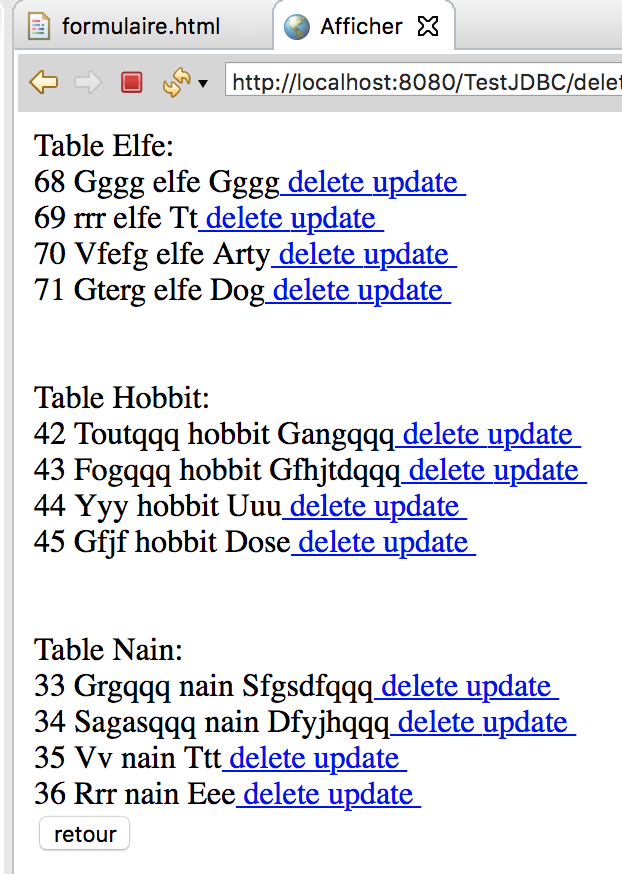 formulaire.html Afficher
http://localhost:8080/TestJDBC/delet
Table Elfe:
68 Gggg elfe Gggg delete update
69 rrr elfe Tt delete update
70 Vfefg elfe Arty delete update
71 Gterg elfe Dog delete update
Table Hobbit:
42 Toutqqq hobbit Gangqqq delete update
43 Fogqqq hobbit Gfhjtdqqq delete update
44 Yyy hobbit Uuu delete update
45 Gfjf hobbit Dose delete update
Table Nain:
33 Grgqqq nain Sfgsdfqqq delete update
34 Sagasqqq nain Dfyjhqqq delete update
35 Vv nain Ttt delete update
36 Rrr nain Eee delete update
retour